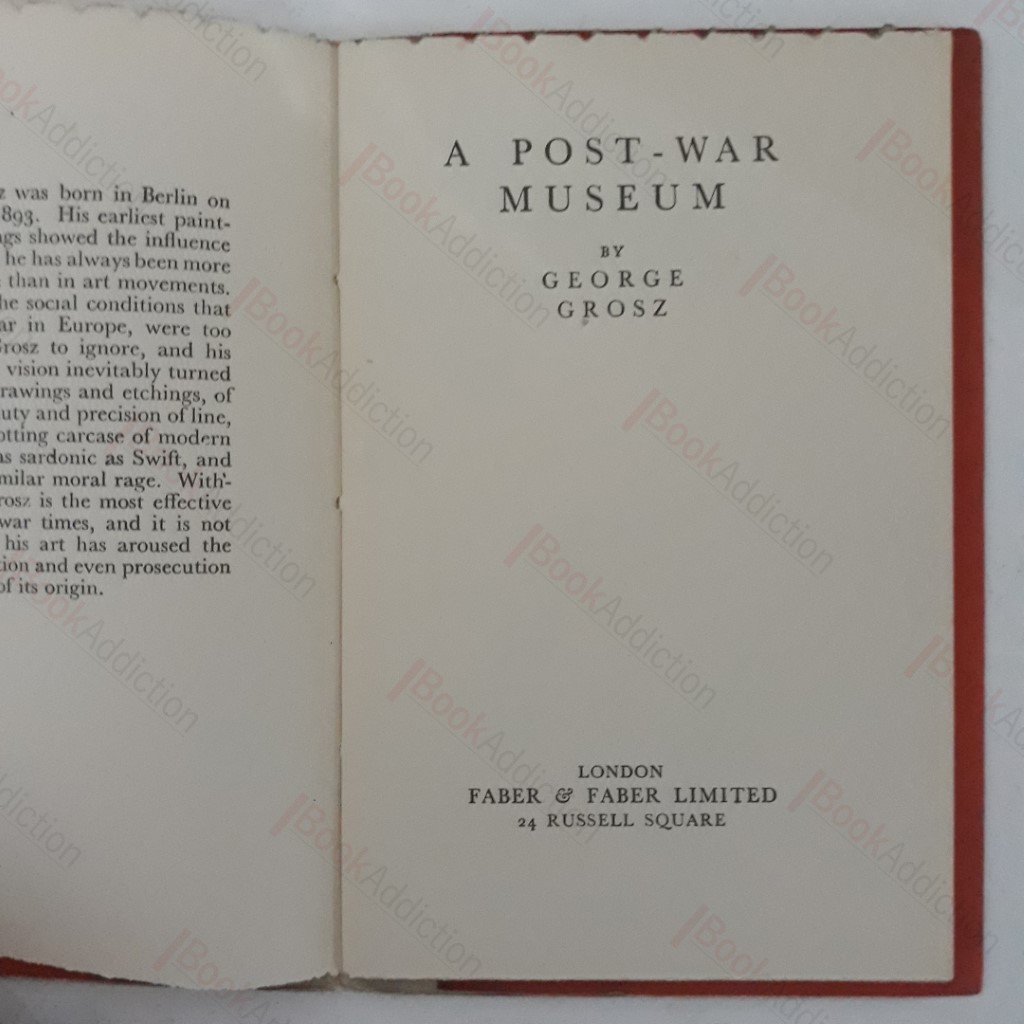 z was born in Berlin on
893. His earliest paint-
gs showed the influence
he has always been more
than in art movements.
he social conditions that
ar in Europe, were too
rosz to ignore, and his
vision inevitably turned
rawings and etchings, of
uty and precision of line,
otting carcase of modern
as sardonic as Swift, and
milar moral rage. With-
rosz is the most effective
war times, and it is not
his art has aroused the
ion and even prosecution
of its origin.
A POST-WAR
MUSEUM
BY
GEORGE
GROSZ
LONDON
FABER & FABER LIMITED
24 RUSSELL SQUARE
BookAddiction